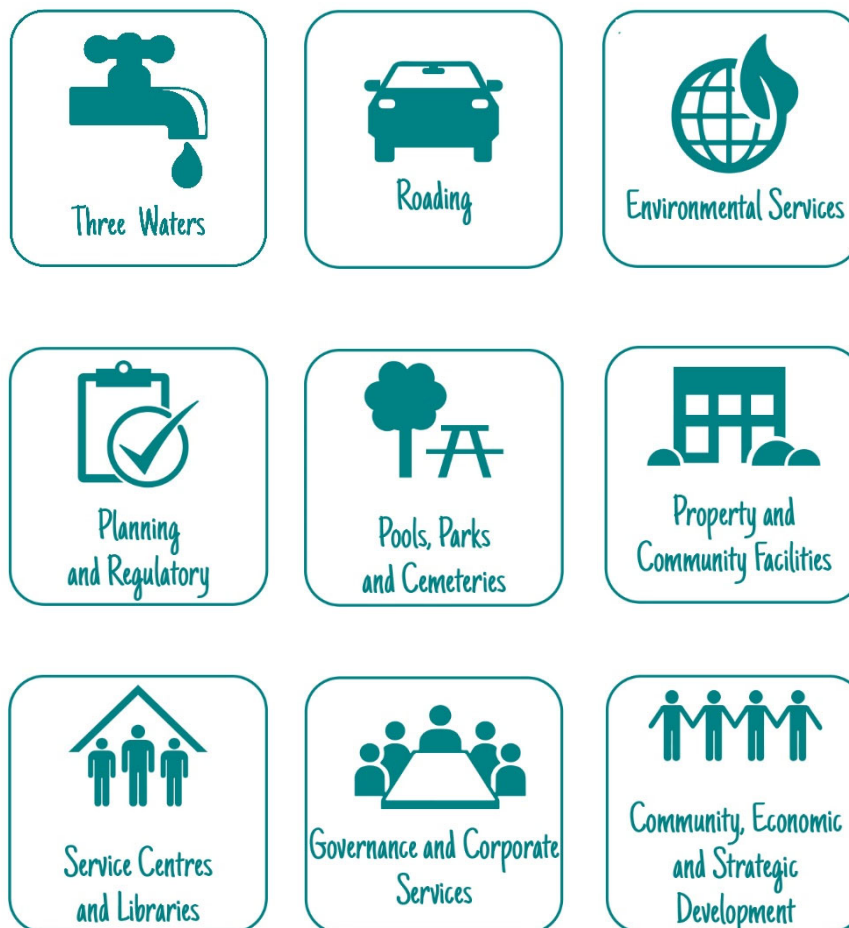 Three Waters
Roading
Environmental Services
Planning
and Regulatory
Pools, Parks
and Cemeteries
Property and
Community Facilities
Service Centres
and Libraries
Governance and Corporate
Services
Community, Economic
and Strategic
Development